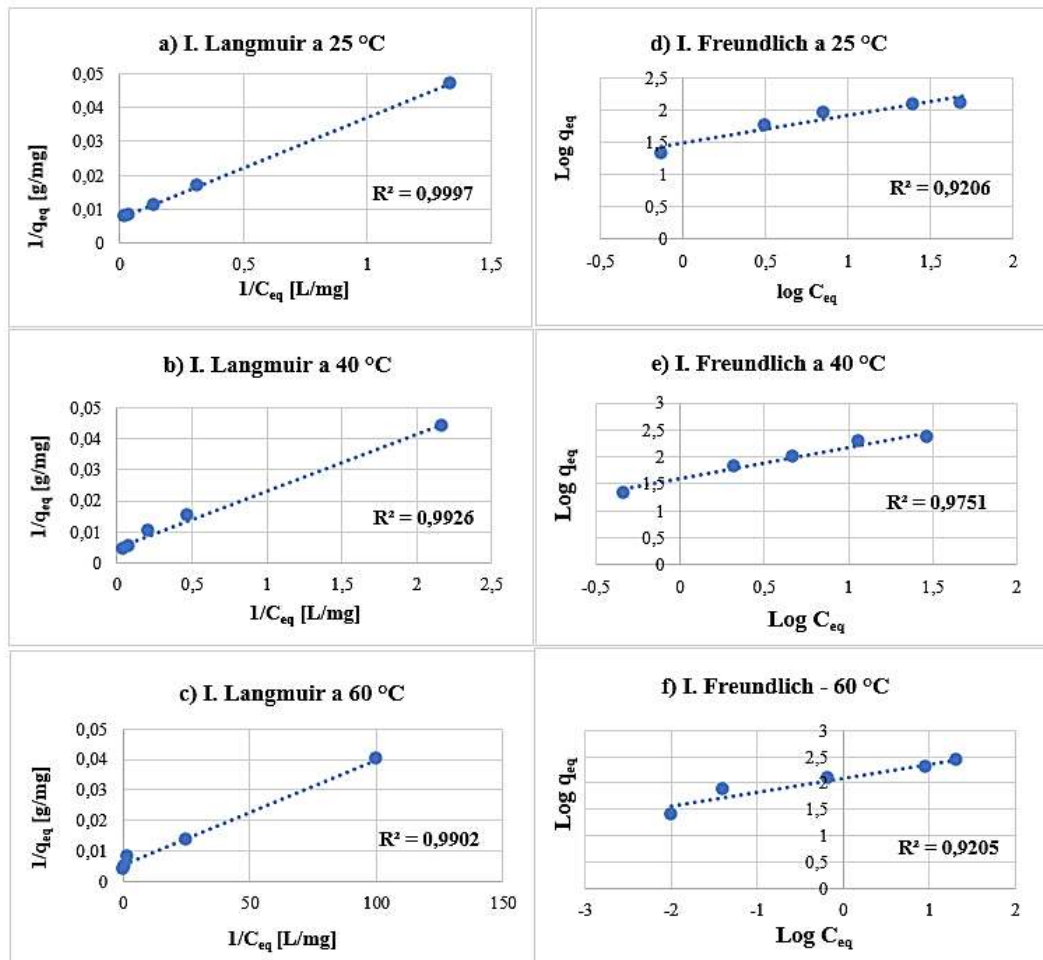 a) I. Langmuir a 25 °C
0,05
0,04
0,03
0,02
0,01
0
1/qeq [g/mg]
R² = 0,9997
0 0,5 1 1,5
1/Ceq [L/mg]
d) I. Freundlich a 25 °C
2,5
2
1,5
1
0,5
0
Log qeq
R² = 0,9206
-0,5 0 0,5 1 1,5 2
log Ceq
b) I. Langmuir a 40 °C
0,05
0,04
0,03
0,02
0,01
0
1/qeq [g/mg]
R² = 0,9926
0 0,5 1 1,5 2 2,5
1/Ceq [L/mg]
e) I. Freundlich a 40 °C
3
2,5
2
1,5
1
0,5
0
Log qeq
R² = 0,9751
-0,5 0 0,5 1 1,5 2
Log Ceq
c) I. Langmuir a 60 °C
0,05
0,04
0,03
0,02
0,01
0
1/qeq [g/mg]
R² = 0,9902
0 50 100 150
1/Ceq [L/mg]
f) I. Freundlich - 60 °C
3
2,5
2
1,5
1
0,5
0
Log qeq
R² = 0,9205
-3 -2 -1 0 1 2
Log Ceq